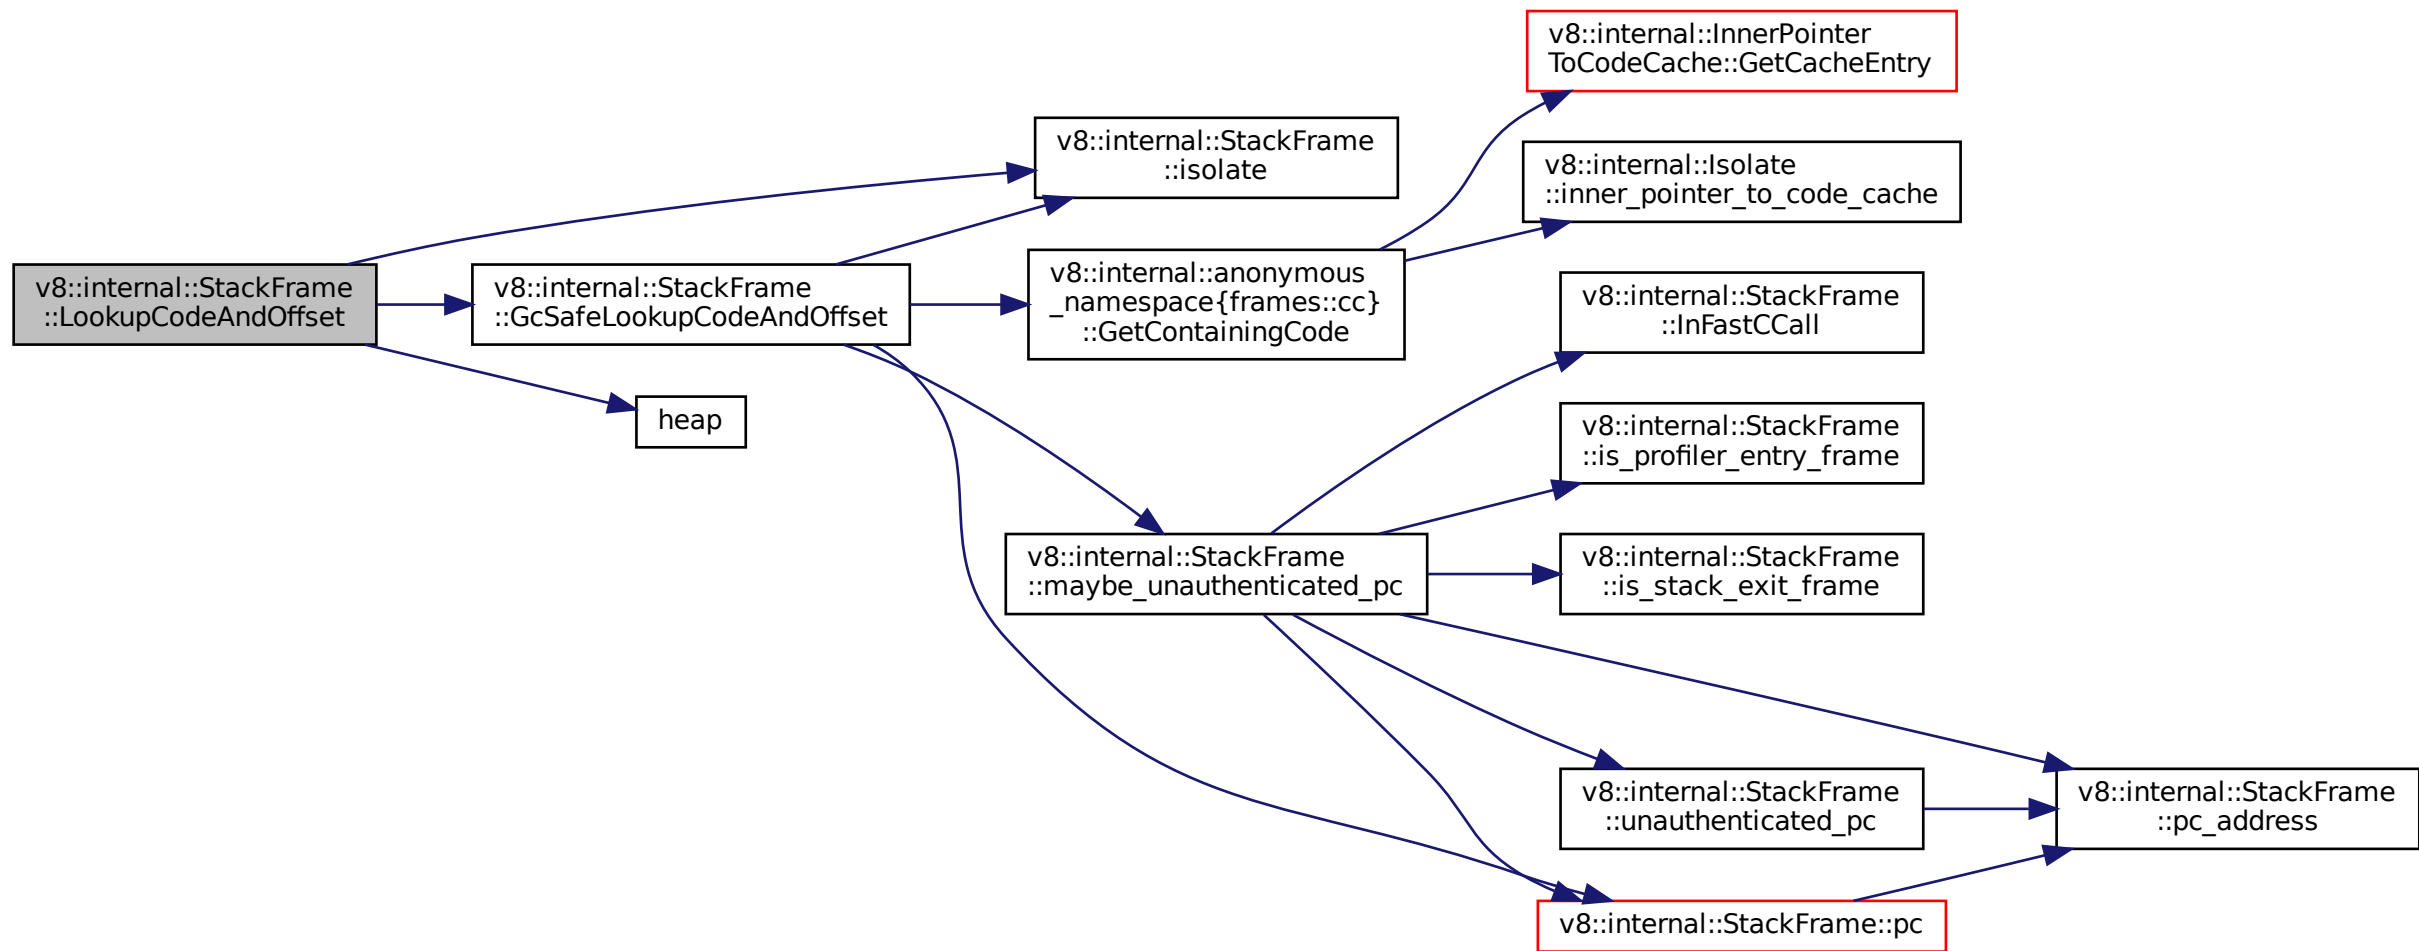 v8::internal::InnerPointer
ToCodeCache::GetCacheEntry
v8::internal::StackFrame
::isolate
v8::internal::Isolate
::inner_pointer_to_code_cache
v8::internal::StackFrame
::LookupCodeAndOffset
v8::internal::StackFrame
::GcSafeLookupCodeAndOffset
v8::internal::anonymous
_namespace{frames::cc}
::GetContainingCode
v8::internal::StackFrame
::InFastCCall
heap
v8::internal::StackFrame
::is_profiler_entry_frame
v8::internal::StackFrame
::maybe_unauthenticated_pc
v8::internal::StackFrame
::is_stack_exit_frame
v8::internal::StackFrame
::unauthenticated_pc
v8::internal::StackFrame
::pc_address
v8::internal::StackFrame::pc